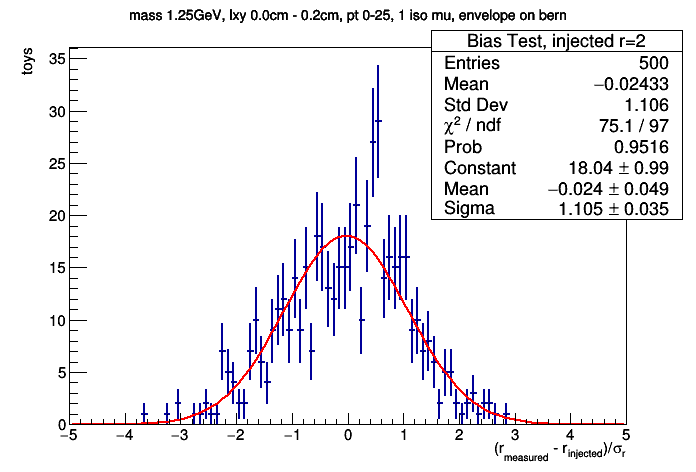 mass 1.25GeV, lxy 0.0cm - 0.2cm, pt 0-25, 1 iso mu, envelope on bern
toys
Bias Test, injected r=2
Entries 500
Mean −0.02433
Std Dev 1.106
χ² / ndf 75.1 / 97
Prob 0.9516
Constant 18.04 ± 0.99
Mean −0.024 ± 0.049
Sigma 1.105 ± 0.035
35
30
25
20
15
10
5
0
−5 −4 −3 −2 −1 0 1 2 3 4 5
(r_measured - r_injected)/σ_r